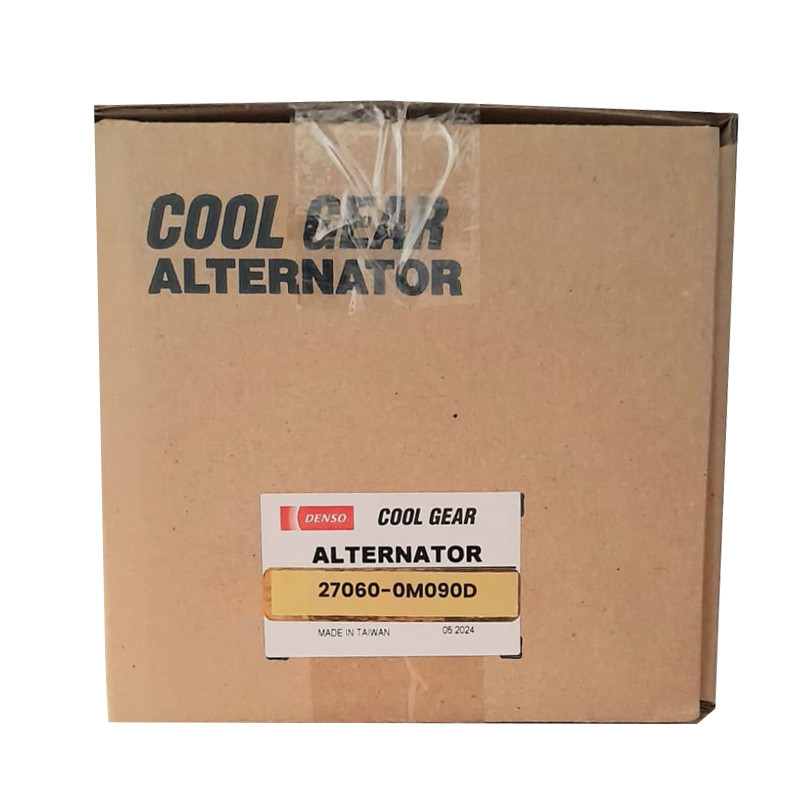 COOL GEAR
ALTERNATOR
DENSO COOL GEAR
ALTERNATOR
27060-0M090D
MADE IN TAIWAN 05.2024